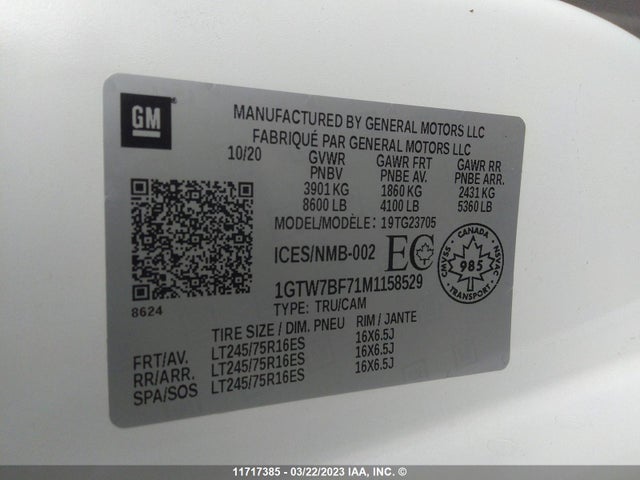 GM
MANUFACTURED BY GENERAL MOTORS LLC
FABRIQUÉ PAR GENERAL MOTORS LLC
10/20 GVWR GAWR FRT GAWR RR
PNBV PNBE AV. PNBE ARR.
3901 KG 1860 KG 2431 KG
8600 LB 4100 LB 5360 LB
MODEL/MODÈLE: 19TG23705
ICES/NMB-002 EC
CANADA
CMVSS 985 NSVAC
TRANSPORT
1GTW7BF71M1158529
8624
TYPE: TRU/CAM
TIRE SIZE / DIM. PNEU RIM / JANTE
FRT/AV. LT245/75R16ES 16X6.5J
RR/ARR. LT245/75R16ES 16X6.5J
SPA/SOS LT245/75R16ES 16X6.5J
11717385 - 03/22/2023 IAA, INC. ©